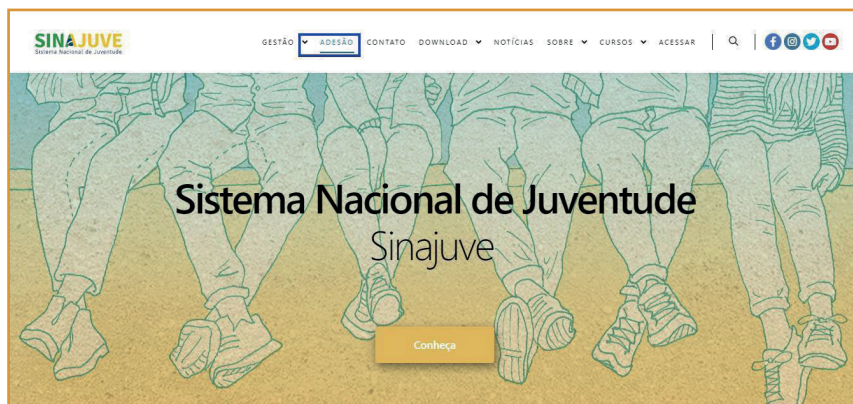 SINAJUVE
Sistema Nacional de Juventude
GESTÃO ADESÃO CONTATO DOWNLOAD NOTÍCIAS SOBRE CURSOS ACESSAR
Sistema Nacional de Juventude
Sinajuve
Conheça